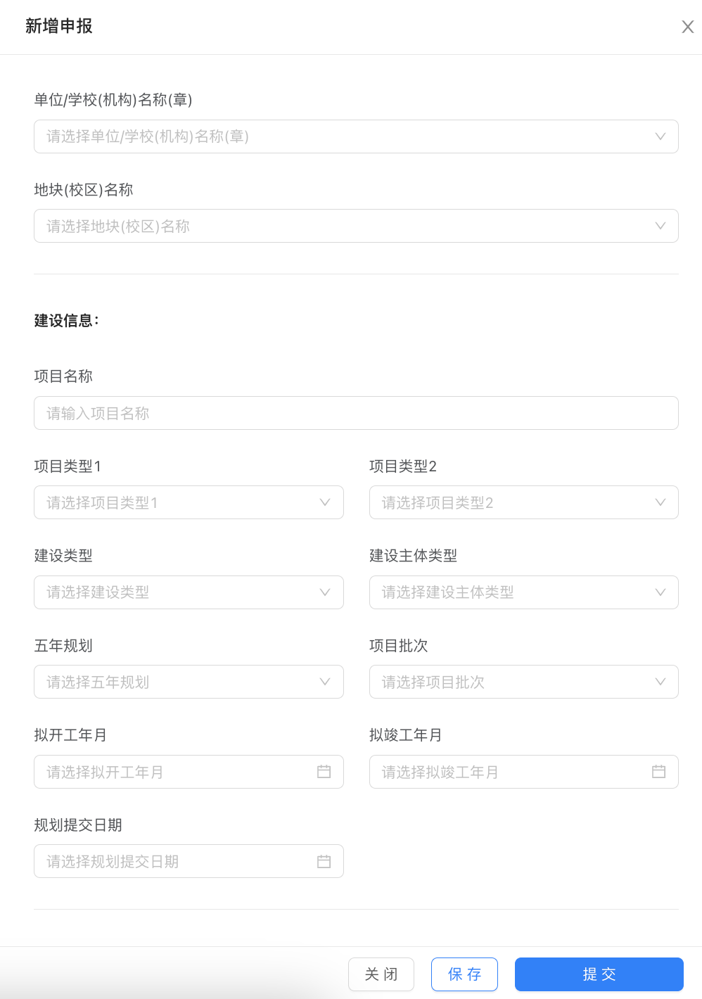 新增申报
单位/学校(机构)名称(章)
请选择单位/学校(机构)名称(章)
地块(校区)名称
请选择地块(校区)名称
建设信息：
项目名称
请输入项目名称
项目类型1 项目类型2
请选择项目类型1 请选择项目类型2
建设类型 建设主体类型
请选择建设类型 请选择建设主体类型
五年规划 项目批次
请选择五年规划 请选择项目批次
拟开工年月 拟竣工年月
请选择拟开工年月 请选择拟竣工年月
规划提交日期
请选择规划提交日期
关 闭 保 存 提 交